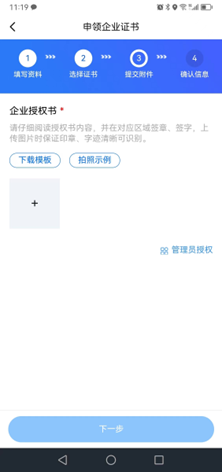 11:19
申领企业证书
1
2
3
4
填写资料
选择证书
提交附件
确认信息
企业授权书 *
请仔细阅读授权书内容，并在对应区域签章、签字，上
传图片时保证印章、字迹清晰可识别。
下载模板
拍照示例
+
管理员授权
下一步